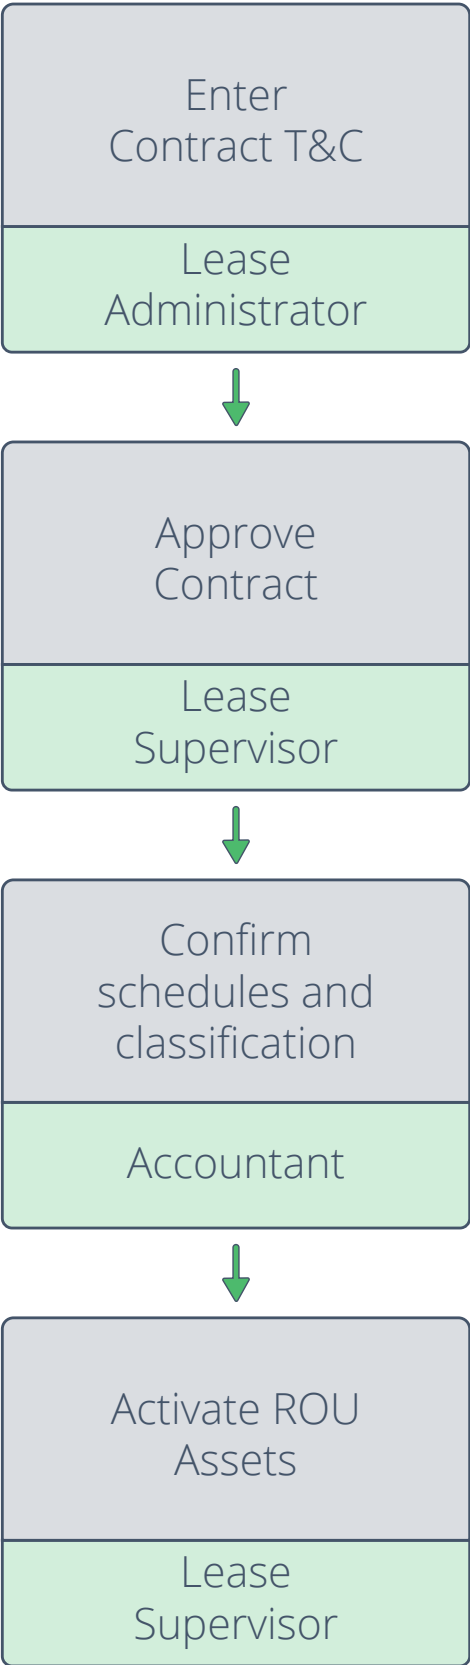 Enter
Contract T&C
Lease
Administrator
Approve
Contract
Lease
Supervisor
Confirm
schedules and
classification
Accountant
Activate ROU
Assets
Lease
Supervisor